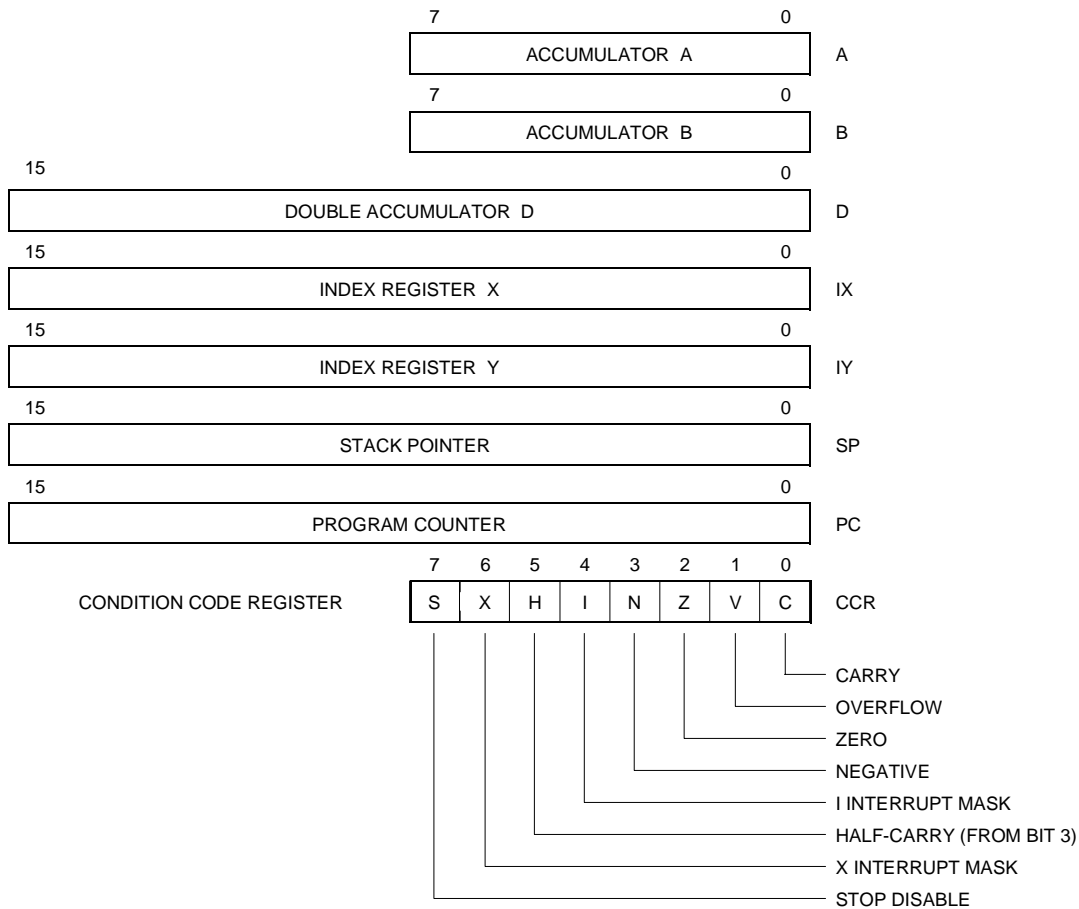 7 0
ACCUMULATOR A A
7 0
ACCUMULATOR B B
15 0
DOUBLE ACCUMULATOR D D
15 0
INDEX REGISTER X IX
15 0
INDEX REGISTER Y IY
15 0
STACK POINTER SP
15 0
PROGRAM COUNTER PC
7 6 5 4 3 2 1 0
CONDITION CODE REGISTER S X H I N Z V C CCR
CARRY
OVERFLOW
ZERO
NEGATIVE
I INTERRUPT MASK
HALF-CARRY (FROM BIT 3)
X INTERRUPT MASK
STOP DISABLE